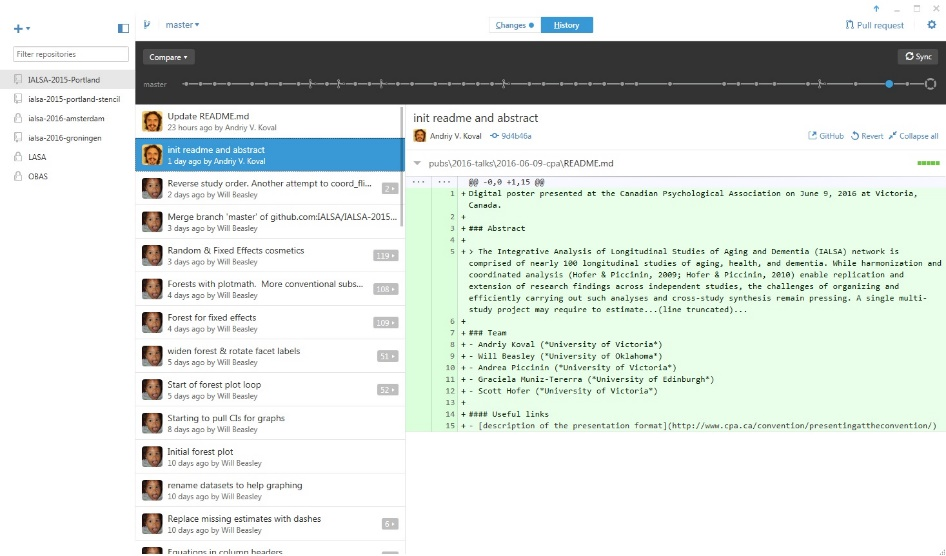 master
Changes
History
Pull request
Filter repositories
Compare
Sync
master
IALSA-2015-Portland
ialsa-2015-portland-stencil
ialsa-2016-amsterdam
ialsa-2016-groningen
LASA
OBAS
Update README.md
23 hours ago by Andriy V. Koval
init readme and abstract
1 day ago by Andriy V. Koval
Reverse study order. Another attempt to coord_fli...
2 days ago by Will Beasley
2
Merge branch 'master' of github.com:IALSA/IALSA-2015...
3 days ago by Will Beasley
Random & Fixed Effects cosmetics
3 days ago by Will Beasley
119
Forests with plotmath. More conventional subs...
4 days ago by Will Beasley
108
Forest for fixed effects
4 days ago by Will Beasley
109
widen forest & rotate facet labels
5 days ago by Will Beasley
51
Start of forest plot loop
5 days ago by Will Beasley
52
Starting to pull CIs for graphs
8 days ago by Will Beasley
Initial forest plot
10 days ago by Will Beasley
rename datasets to help graphing
10 days ago by Will Beasley
Replace missing estimates with dashes
10 days ago by Will Beasley
6
Equations in column headers
init readme and abstract
Andriy V. Koval 9d4b46a
GitHub Revert Collapse all
pubs\2016-talks\2016-06-09-cpa\README.md
... ... @@ -0,0 +1,15 @@
1 + Digital poster presented at the Canadian Psychological Association on June 9, 2016 at Victoria,
Canada.
2 +
3 + ### Abstract
4 +
5 + > The Integrative Analysis of Longitudinal Studies of Aging and Dementia (IALSA) network is
comprised of nearly 100 longitudinal studies of aging, health, and dementia. While harmonization and
coordinated analysis (Hofer & Piccinin, 2009; Hofer & Piccinin, 2010) enable replication and
extension of research findings across independent studies, the challenges of organizing and
efficiently carrying out such analyses and cross-study synthesis remain pressing. A single multi-
study project may require to estimate...(line truncated)...
6 +
7 + ### Team
8 + - Andriy Koval (*University of Victoria*)
9 + - Will Beasley (*University of Oklahoma*)
10 + - Andrea Piccinin (*University of Victoria*)
11 + - Graciela Muniz-Tererra (*University of Edinburgh*)
12 + - Scott Hofer (*University of Victoria*)
13 +
14 + #### Useful links
15 + - [description of the presentation format](http://www.cpa.ca/convention/presentingattheconvention/)